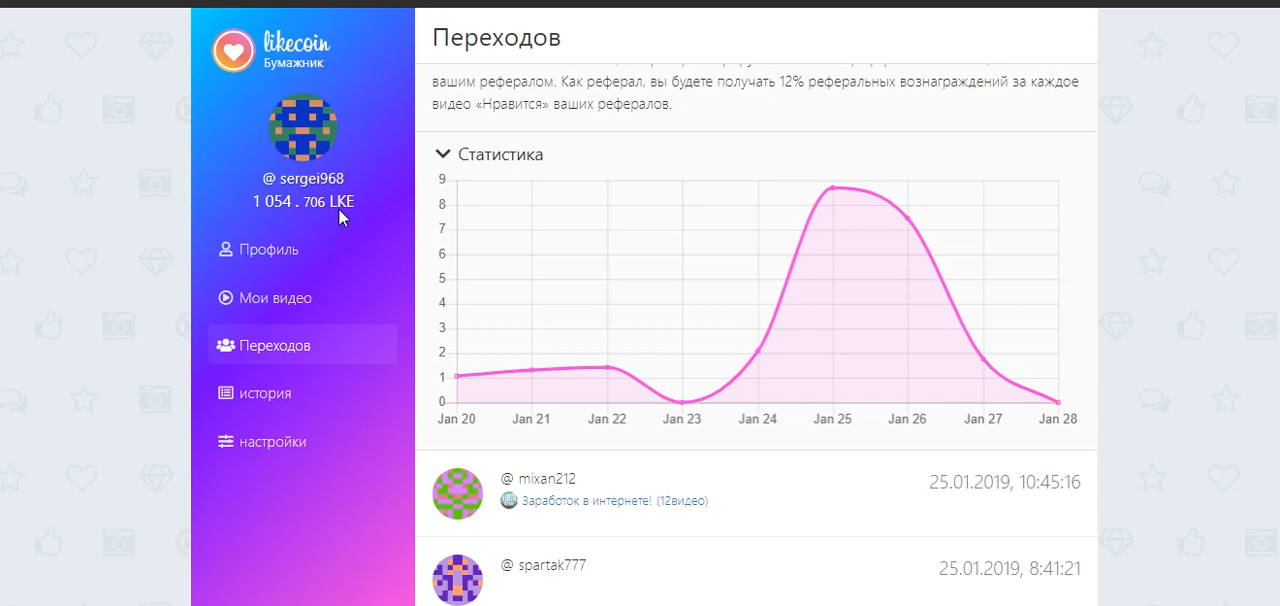 likecoin
Бумажник
@ sergei968
1 054 . 706 LKE
Профиль
Мои видео
Переходов
история
настройки
Переходов
вашим рефералом. Как реферал, вы будете получать 12% реферальных вознаграждений за каждое
видео «Нравится» ваших рефералов.
Статистика
9
8
7
6
5
4
3
2
1
0
Jan 20 Jan 21 Jan 22 Jan 23 Jan 24 Jan 25 Jan 26 Jan 27 Jan 28
@ mixan212 25.01.2019, 10:45:16
Заработок в интернете! (12видео)
@ spartak777 25.01.2019, 8:41:21